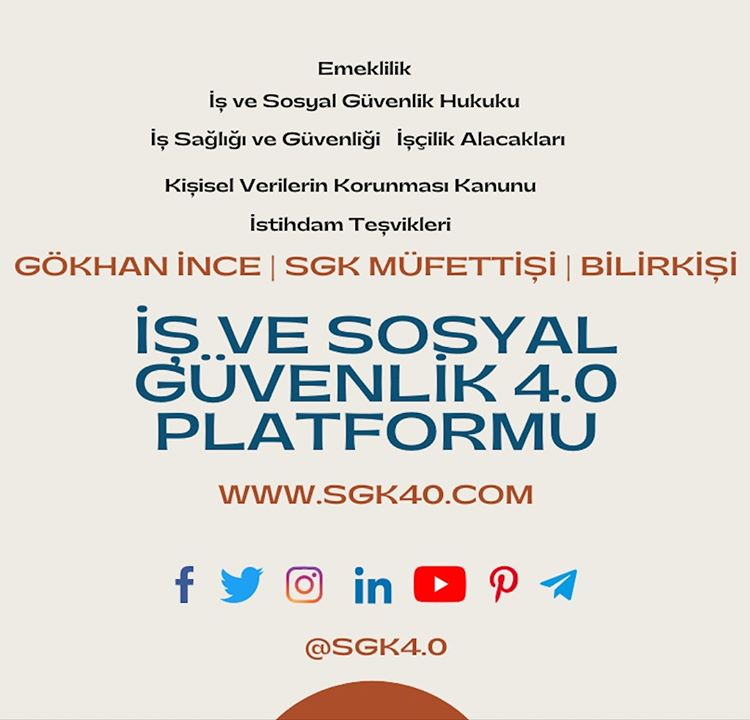 Emeklilik
İş ve Sosyal Güvenlik Hukuku
İş Sağlığı ve Güvenliği İşçilik Alacakları
Kişisel Verilerin Korunması Kanunu
İstihdam Teşvikleri
GÖKHAN İNCE | SGK MÜFETTİŞİ | BİLİRKİŞİ
İŞ VE SOSYAL
GÜVENLİK 4.0
PLATFORMU
WWW.SGK40.COM
@SGK4.0